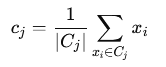 $c_j = \frac{1}{|C_j|} \sum_{x_i \in C_j} x_i$